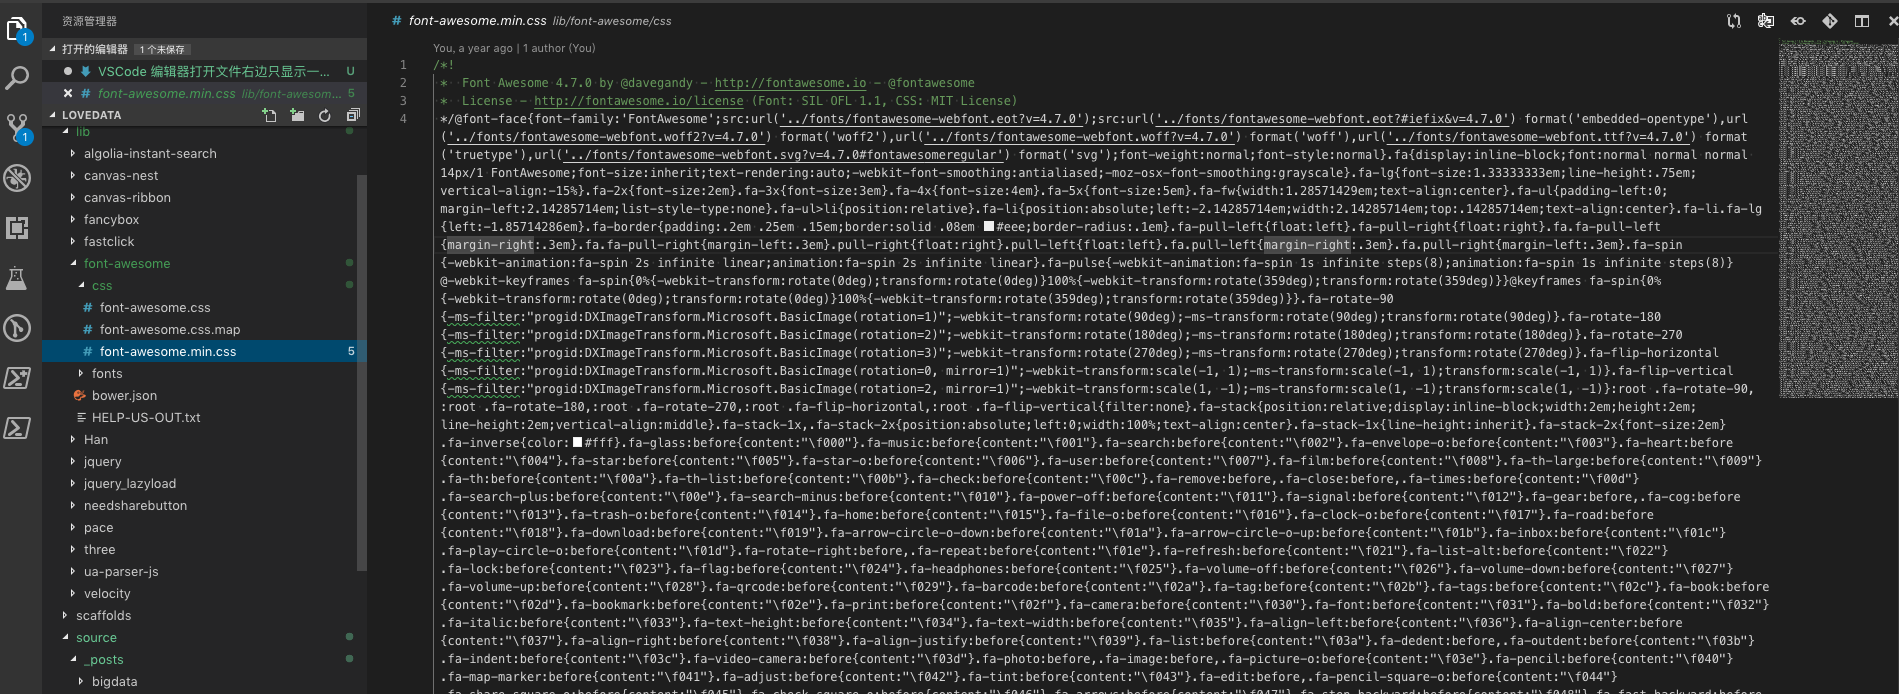 资源管理器
打开的编辑器 1 个未保存
VSCode 编辑器打开文件右边只显示一... U
font-awesome.min.css lib/font-awesom... 5
LOVEDATA
lib
algolia-instant-search
canvas-nest
canvas-ribbon
fancybox
fastclick
font-awesome
css
# font-awesome.css
# font-awesome.css.map
# font-awesome.min.css 5
fonts
bower.json
HELP-US-OUT.txt
Han
jquery
jquery_lazyload
needsharebutton
pace
three
ua-parser-js
velocity
scaffolds
source
_posts
bigdata
1
1
# font-awesome.min.css lib/font-awesome/css
You, a year ago | 1 author (You)
1 /*!
2 * Font Awesome 4.7.0 by @davegandy - http://fontawesome.io - @fontawesome
3 * License - http://fontawesome.io/license (Font: SIL OFL 1.1, CSS: MIT License)
4 */@font-face{font-family:'FontAwesome';src:url('../fonts/fontawesome-webfont.eot?v=4.7.0');src:url('../fonts/fontawesome-webfont.eot?#iefix&v=4.7.0') format('embedded-opentype'),url
('../fonts/fontawesome-webfont.woff2?v=4.7.0') format('woff2'),url('../fonts/fontawesome-webfont.woff?v=4.7.0') format('woff'),url('../fonts/fontawesome-webfont.ttf?v=4.7.0') format
('truetype'),url('../fonts/fontawesome-webfont.svg?v=4.7.0#fontawesomeregular') format('svg');font-weight:normal;font-style:normal}.fa{display:inline-block;font:normal normal normal
14px/1 FontAwesome;font-size:inherit;text-rendering:auto;-webkit-font-smoothing:antialiased;-moz-osx-font-smoothing:grayscale}.fa-lg{font-size:1.33333333em;line-height:.75em;
vertical-align:-15%}.fa-2x{font-size:2em}.fa-3x{font-size:3em}.fa-4x{font-size:4em}.fa-5x{font-size:5em}.fa-fw{width:1.28571429em;text-align:center}.fa-ul{padding-left:0;
margin-left:2.14285714em;list-style-type:none}.fa-ul>li{position:relative}.fa-li{position:absolute;left:-2.14285714em;width:2.14285714em;top:.14285714em;text-align:center}.fa-li.fa-lg
{left:-1.85714286em}.fa-border{padding:.2em .25em .15em;border:solid .08em #eee;border-radius:.1em}.fa-pull-left{float:left}.fa-pull-right{float:right}.fa.fa-pull-left
{margin-right:.3em}.fa.fa-pull-right{margin-left:.3em}.pull-right{float:right}.pull-left{float:left}.fa.pull-left{margin-right:.3em}.fa.pull-right{margin-left:.3em}.fa-spin
{-webkit-animation:fa-spin 2s infinite linear;animation:fa-spin 2s infinite linear}.fa-pulse{-webkit-animation:fa-spin 1s infinite steps(8);animation:fa-spin 1s infinite steps(8)}
@-webkit-keyframes fa-spin{0%{-webkit-transform:rotate(0deg);transform:rotate(0deg)}100%{-webkit-transform:rotate(359deg);transform:rotate(359deg)}}@keyframes fa-spin{0%
{-webkit-transform:rotate(0deg);transform:rotate(0deg)}100%{-webkit-transform:rotate(359deg);transform:rotate(359deg)}}.fa-rotate-90
{-ms-filter:"progid:DXImageTransform.Microsoft.BasicImage(rotation=1)";-webkit-transform:rotate(90deg);-ms-transform:rotate(90deg);transform:rotate(90deg)}.fa-rotate-180
{-ms-filter:"progid:DXImageTransform.Microsoft.BasicImage(rotation=2)";-webkit-transform:rotate(180deg);-ms-transform:rotate(180deg);transform:rotate(180deg)}.fa-rotate-270
{-ms-filter:"progid:DXImageTransform.Microsoft.BasicImage(rotation=3)";-webkit-transform:rotate(270deg);-ms-transform:rotate(270deg);transform:rotate(270deg)}.fa-flip-horizontal
{-ms-filter:"progid:DXImageTransform.Microsoft.BasicImage(rotation=0, mirror=1)";-webkit-transform:scale(-1, 1);-ms-transform:scale(-1, 1);transform:scale(-1, 1)}.fa-flip-vertical
{-ms-filter:"progid:DXImageTransform.Microsoft.BasicImage(rotation=2, mirror=1)";-webkit-transform:scale(1, -1);-ms-transform:scale(1, -1);transform:scale(1, -1)}:root .fa-rotate-90,
:root .fa-rotate-180,:root .fa-rotate-270,:root .fa-flip-horizontal,:root .fa-flip-vertical{filter:none}.fa-stack{position:relative;display:inline-block;width:2em;height:2em;
line-height:2em;vertical-align:middle}.fa-stack-1x,.fa-stack-2x{position:absolute;left:0;width:100%;text-align:center}.fa-stack-1x{line-height:inherit}.fa-stack-2x{font-size:2em}
.fa-inverse{color:#fff}.fa-glass:before{content:"\f000"}.fa-music:before{content:"\f001"}.fa-search:before{content:"\f002"}.fa-envelope-o:before{content:"\f003"}.fa-heart:before
{content:"\f004"}.fa-star:before{content:"\f005"}.fa-star-o:before{content:"\f006"}.fa-user:before{content:"\f007"}.fa-film:before{content:"\f008"}.fa-th-large:before{content:"\f009"}
.fa-th:before{content:"\f00a"}.fa-th-list:before{content:"\f00b"}.fa-check:before{content:"\f00c"}.fa-remove:before,.fa-close:before,.fa-times:before{content:"\f00d"}
.fa-search-plus:before{content:"\f00e"}.fa-search-minus:before{content:"\f010"}.fa-power-off:before{content:"\f011"}.fa-signal:before{content:"\f012"}.fa-gear:before,.fa-cog:before
{content:"\f013"}.fa-trash-o:before{content:"\f014"}.fa-home:before{content:"\f015"}.fa-file-o:before{content:"\f016"}.fa-clock-o:before{content:"\f017"}.fa-road:before
{content:"\f018"}.fa-download:before{content:"\f019"}.fa-arrow-circle-o-down:before{content:"\f01a"}.fa-arrow-circle-o-up:before{content:"\f01b"}.fa-inbox:before{content:"\f01c"}
.fa-play-circle-o:before{content:"\f01d"}.fa-rotate-right:before,.fa-repeat:before{content:"\f01e"}.fa-refresh:before{content:"\f021"}.fa-list-alt:before{content:"\f022"}
.fa-lock:before{content:"\f023"}.fa-flag:before{content:"\f024"}.fa-headphones:before{content:"\f025"}.fa-volume-off:before{content:"\f026"}.fa-volume-down:before{content:"\f027"}
.fa-volume-up:before{content:"\f028"}.fa-qrcode:before{content:"\f029"}.fa-barcode:before{content:"\f02a"}.fa-tag:before{content:"\f02b"}.fa-tags:before{content:"\f02c"}.fa-book:before
{content:"\f02d"}.fa-bookmark:before{content:"\f02e"}.fa-print:before{content:"\f02f"}.fa-camera:before{content:"\f030"}.fa-font:before{content:"\f031"}.fa-bold:before{content:"\f032"}
.fa-italic:before{content:"\f033"}.fa-text-height:before{content:"\f034"}.fa-text-width:before{content:"\f035"}.fa-align-left:before{content:"\f036"}.fa-align-center:before
{content:"\f037"}.fa-align-right:before{content:"\f038"}.fa-align-justify:before{content:"\f039"}.fa-list:before{content:"\f03a"}.fa-dedent:before,.fa-outdent:before{content:"\f03b"}
.fa-indent:before{content:"\f03c"}.fa-video-camera:before{content:"\f03d"}.fa-photo:before,.fa-image:before,.fa-picture-o:before{content:"\f03e"}.fa-pencil:before{content:"\f040"}
.fa-map-marker:before{content:"\f041"}.fa-adjust:before{content:"\f042"}.fa-tint:before{content:"\f043"}.fa-edit:before,.fa-pencil-square-o:before{content:"\f044"}
.fa-share-square-o:before{content:"\f045"}.fa-check-square-o:before{content:"\f046"}.fa-arrows:before{content:"\f047"}.fa-step-backward:before{content:"\f048"}.fa-fast-backward:before